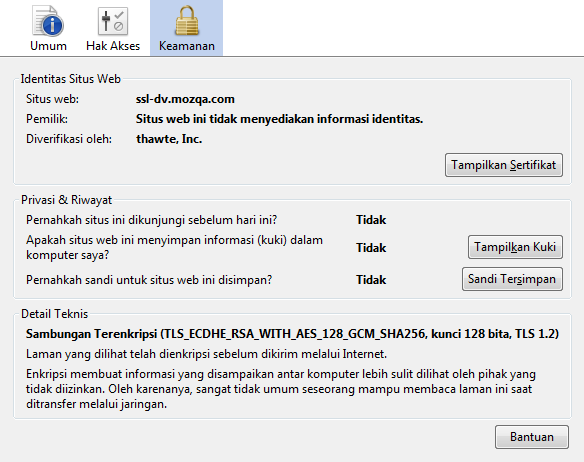 Umum Hak Akses Keamanan
Identitas Situs Web
Situs web: ssl-dv.mozqa.com
Pemilik: Situs web ini tidak menyediakan informasi identitas.
Diverifikasi oleh: thawte, Inc.
Tampilkan Sertifikat
Privasi & Riwayat
Pernahkah situs ini dikunjungi sebelum hari ini? Tidak
Apakah situs web ini menyimpan informasi (kuki) dalam
komputer saya? Tidak Tampilkan Kuki
Pernahkah sandi untuk situs web ini disimpan? Tidak Sandi Tersimpan
Detail Teknis
Sambungan Terenkripsi (TLS_ECDHE_RSA_WITH_AES_128_GCM_SHA256, kunci 128 bita, TLS 1.2)
Laman yang dilihat telah dienkripsi sebelum dikirim melalui Internet.
Enkripsi membuat informasi yang disampaikan antar komputer lebih sulit dilihat oleh pihak yang
tidak diizinkan. Oleh karenanya, sangat tidak umum seseorang mampu membaca laman ini saat
ditransfer melalui jaringan.
Bantuan